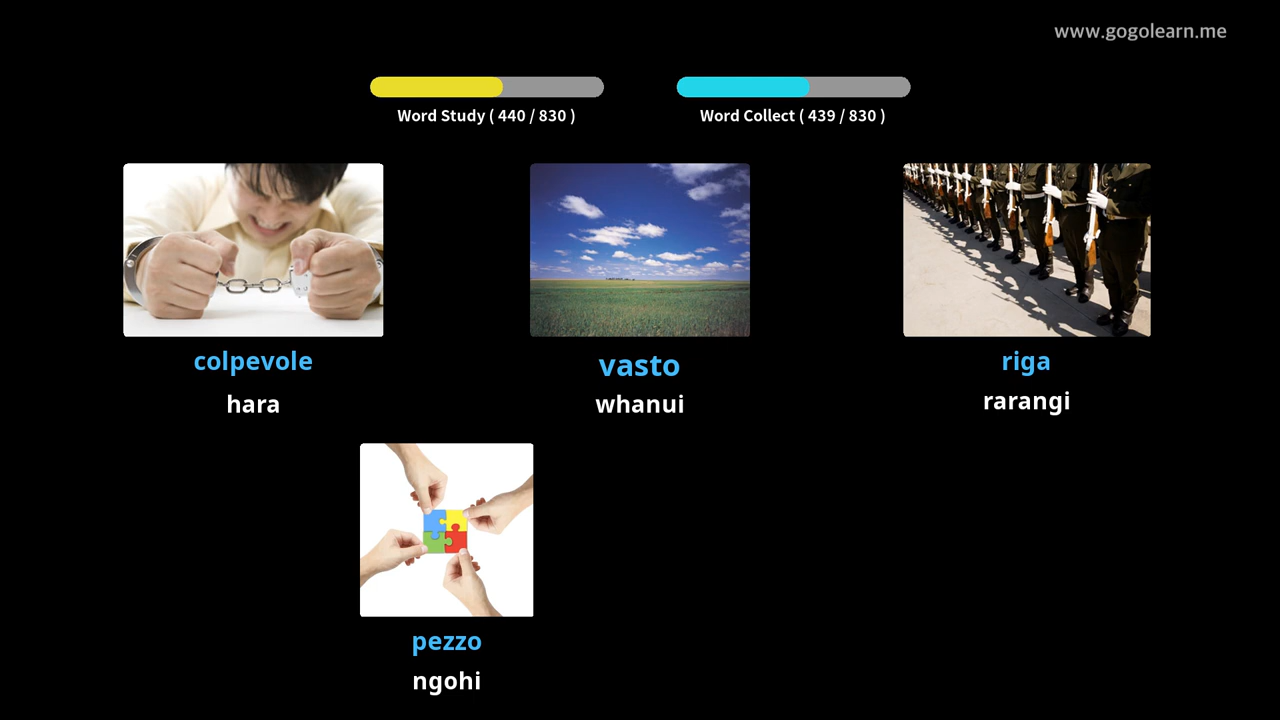 www.gogolearn.me
Word Study ( 440 / 830 )
Word Collect ( 439 / 830 )
colpevole
hara
vasto
whanui
riga
rarangi
pezzo
ngohi